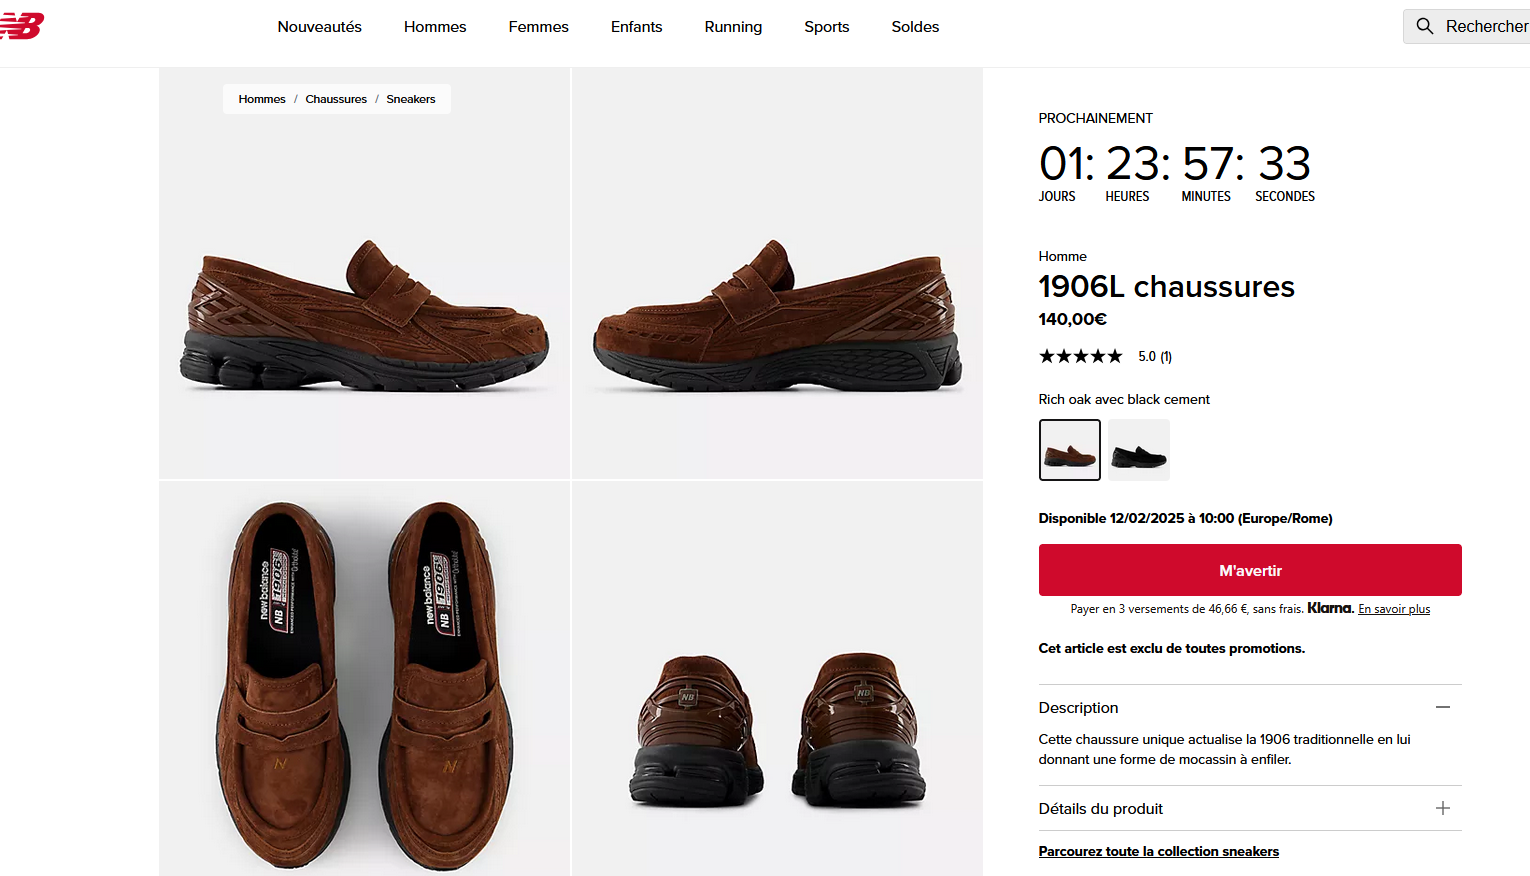 NB
Nouveautés Hommes Femmes Enfants Running Sports Soldes
Rechercher
Hommes / Chaussures / Sneakers
PROCHAINEMENT
01: 23: 57: 33
JOURS HEURES MINUTES SECONDES
Homme
1906L chaussures
140,00€
5.0 (1)
Rich oak avec black cement
Disponible 12/02/2025 à 10:00 (Europe/Rome)
M'avertir
Payer en 3 versements de 46,66 €, sans frais. Klarna. En savoir plus
Cet article est exclu de toutes promotions.
Description
Cette chaussure unique actualise la 1906 traditionnelle en lui
donnant une forme de mocassin à enfiler.
Détails du produit
Parcourez toute la collection sneakers
new balance
NB 1906
new balance
NB 1906
N
N
NB
NB